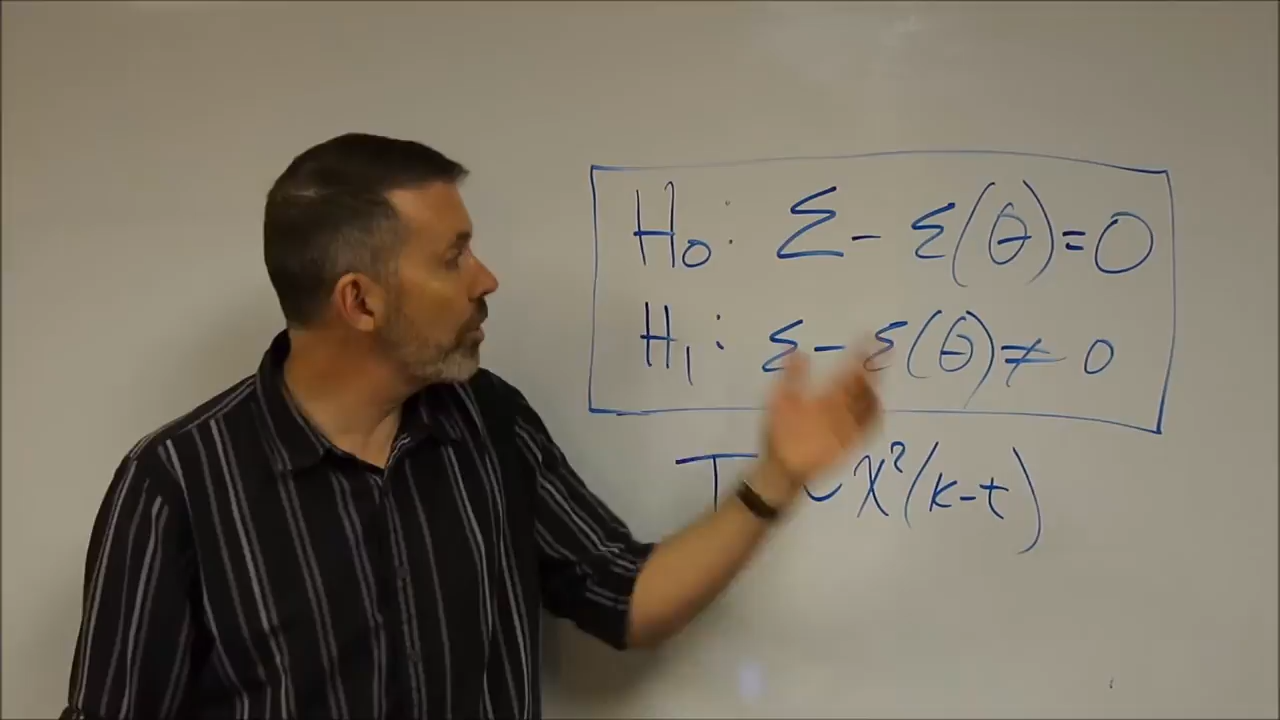 H₀: Σ - Σ(θ) = 0
H₁: Σ - Σ(θ) ≠ 0
T ~ χ²(k-t)